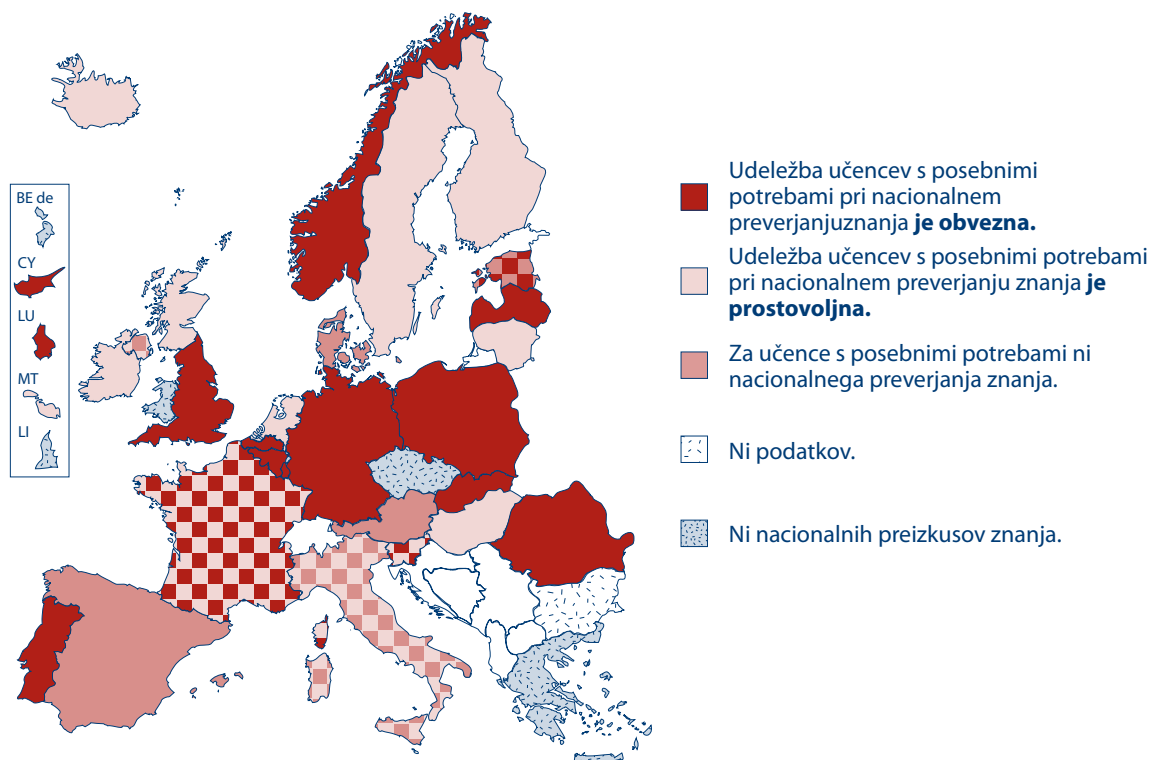 BE de
CY
LU
MT
LI
Udeležba učencev s posebnimi
potrebami pri nacionalnem
preverjanjuznanja je obvezna.
Udeležba učencev s posebnimi potrebami
pri nacionalnem preverjanju znanja je
prostovoljna.
Za učence s posebnimi potrebami ni
nacionalnega preverjanja znanja.
Ni podatkov.
Ni nacionalnih preizkusov znanja.